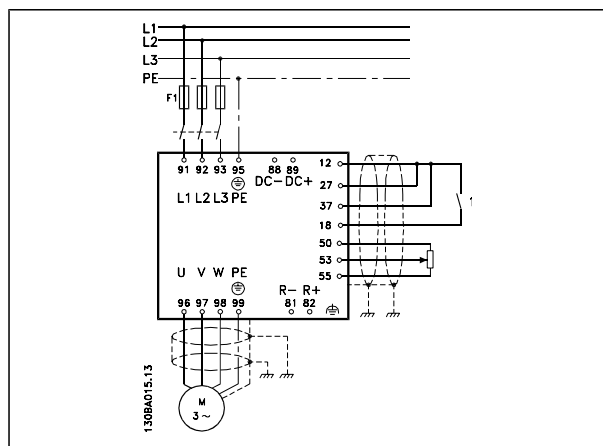 L1
L2
L3
PE
F1
91 92 93 95 88 89 12
DC- DC+
27
L1 L2 L3 PE
37
18
50
53
U V W PE
55
R- R+
96 97 98 99 81 82
M
3~
130BA015.13